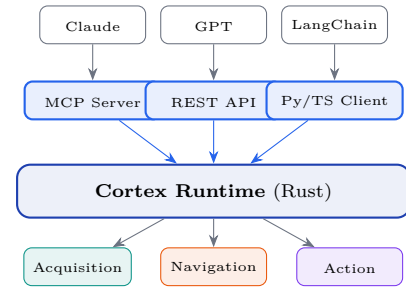 Claude
GPT
LangChain
MCP Server
REST API
Py/TS Client
Cortex Runtime (Rust)
Acquisition
Navigation
Action